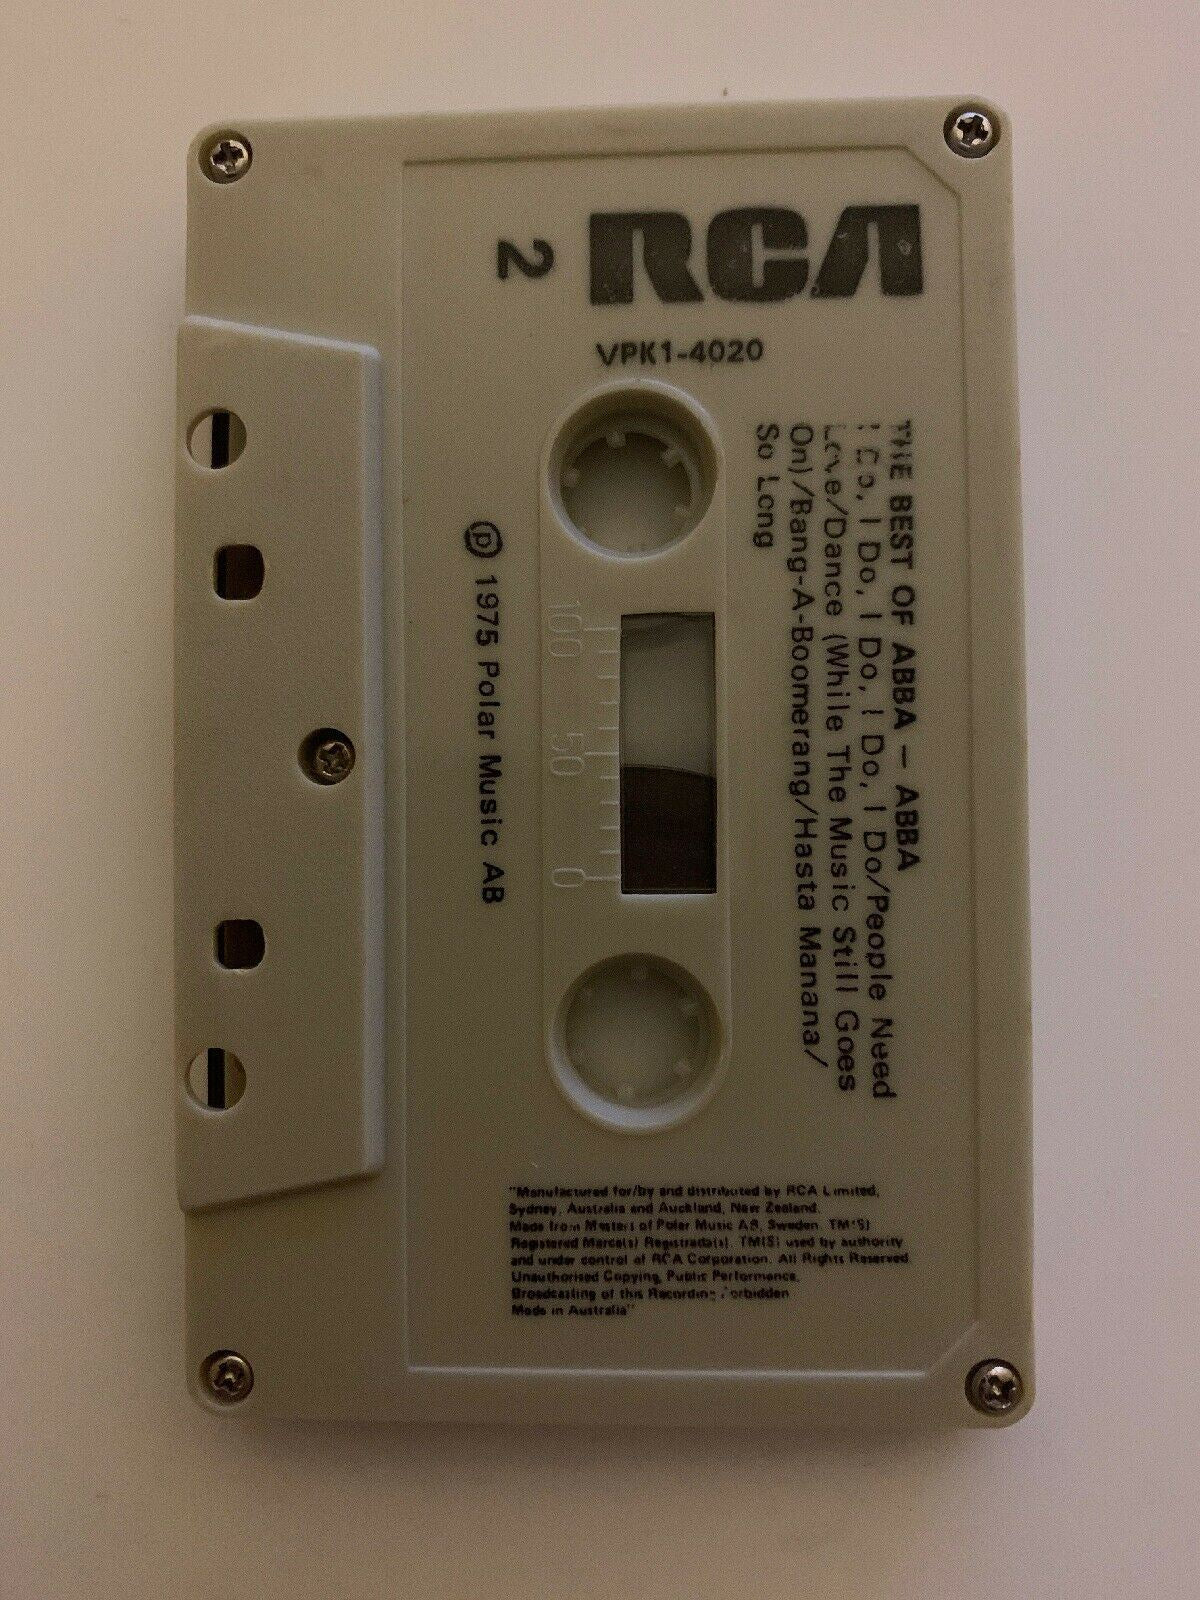 RCA
2
VPK1-4020
THE BEST OF ABBA – ABBA
I Do, I Do, I Do, I Do, I Do/People Need
Love/Dance (While The Music Still Goes
On)/Bang-A-Boomerang/Hasta Manana/
So Long
100 50 0
Ⓟ 1975 Polar Music AB
"Manufactured for/by and distributed by RCA Limited,
Sydney, Australia and Auckland, New Zealand.
Made from Masters of Polar Music AB, Sweden. TM(S)
Registered Marca(s) Registrada(s). TM(S) used by authority
and under control of RCA Corporation. All Rights Reserved.
Unauthorised Copying, Public Performance,
Broadcasting of this Recording Forbidden
Made in Australia"